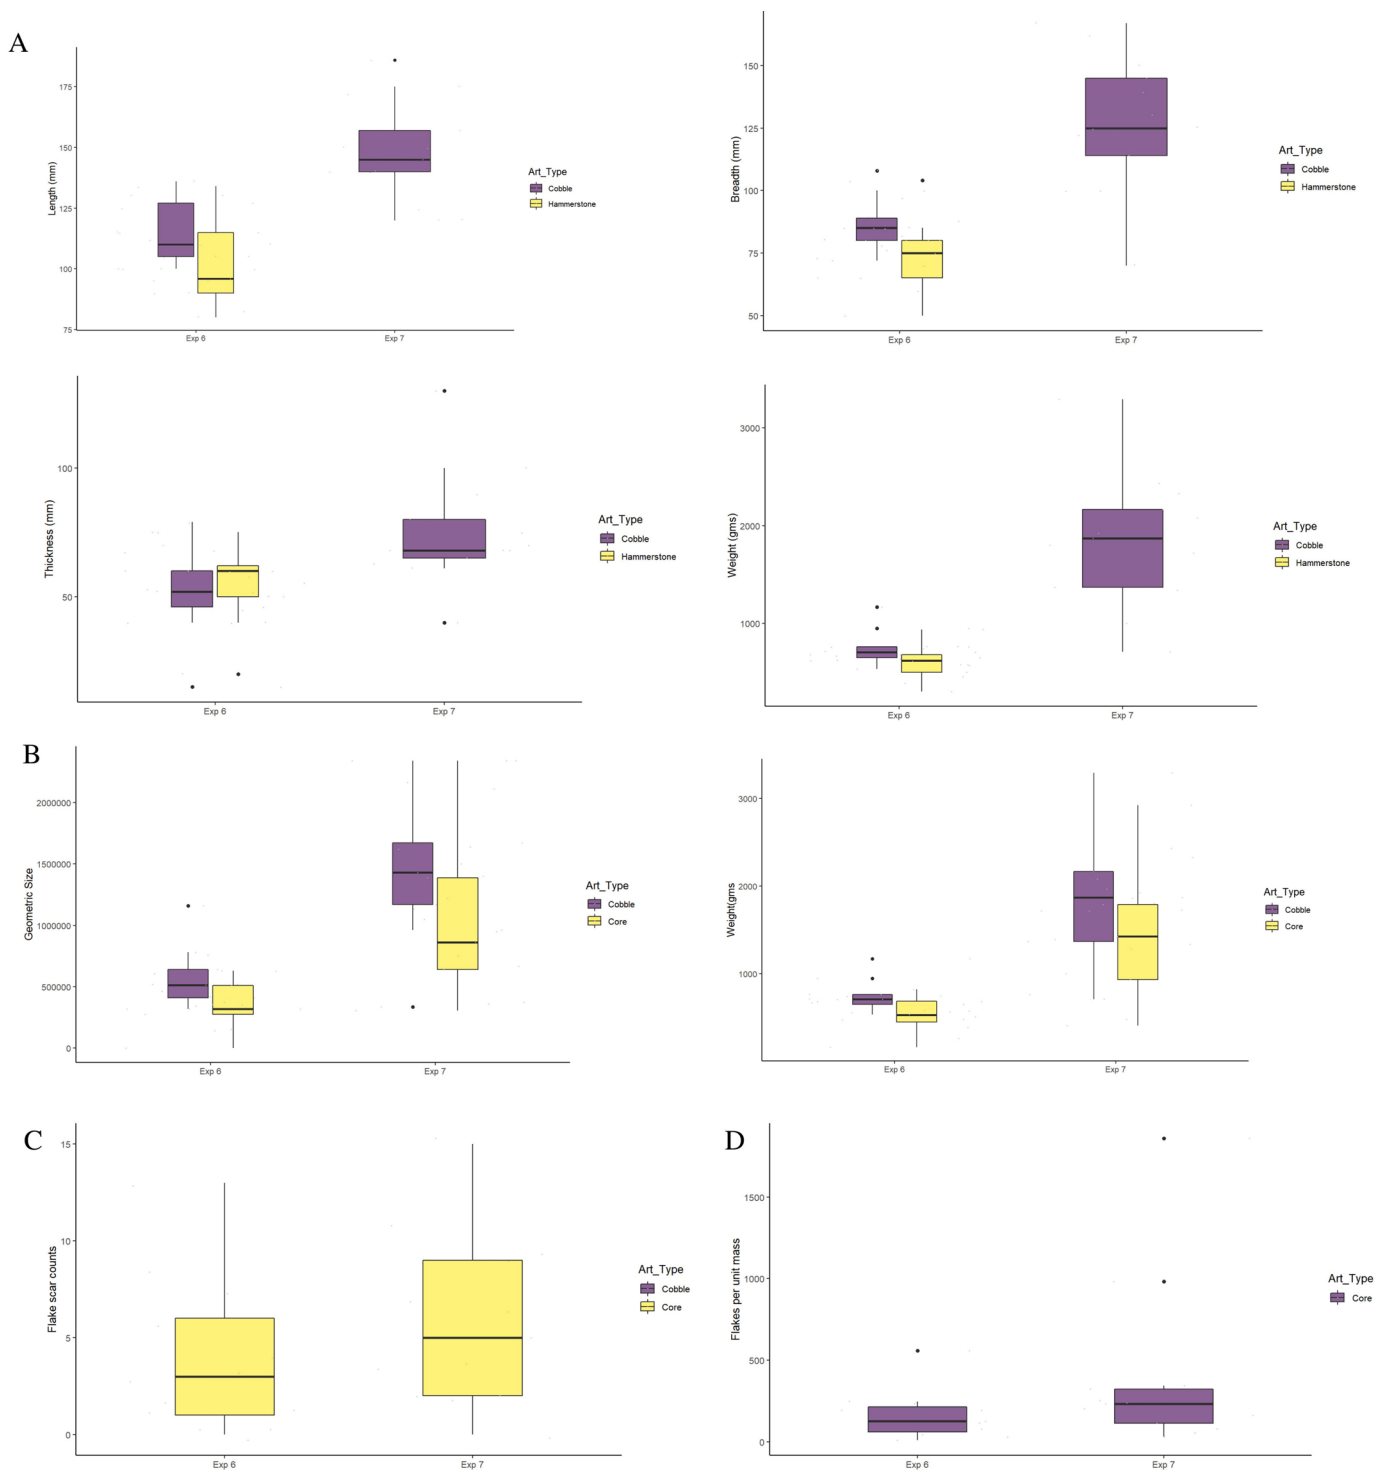 A
Length (mm)
175
150
125
100
75
Exp 6
Exp 7
Art_Type
Cobble
Hammerstone
Breadth (mm)
150
125
100
75
50
Exp 6
Exp 7
Art_Type
Cobble
Hammerstone
Thickness (mm)
100
50
Exp 6
Exp 7
Art_Type
Cobble
Hammerstone
Weight (gms)
3000
2000
1000
Exp 6
Exp 7
Art_Type
Cobble
Hammerstone
B
Geometric Size
2000000
1500000
1000000
500000
0
Exp 6
Exp 7
Art_Type
Cobble
Core
Weight(gms
3000
2000
1000
Exp 6
Exp 7
Art_Type
Cobble
Core
C
Flake scar counts
15
10
5
0
Exp 6
Exp 7
Art_Type
Cobble
Core
D
Flakes per unit mass
1500
1000
500
0
Exp 6
Exp 7
Art_Type
Core